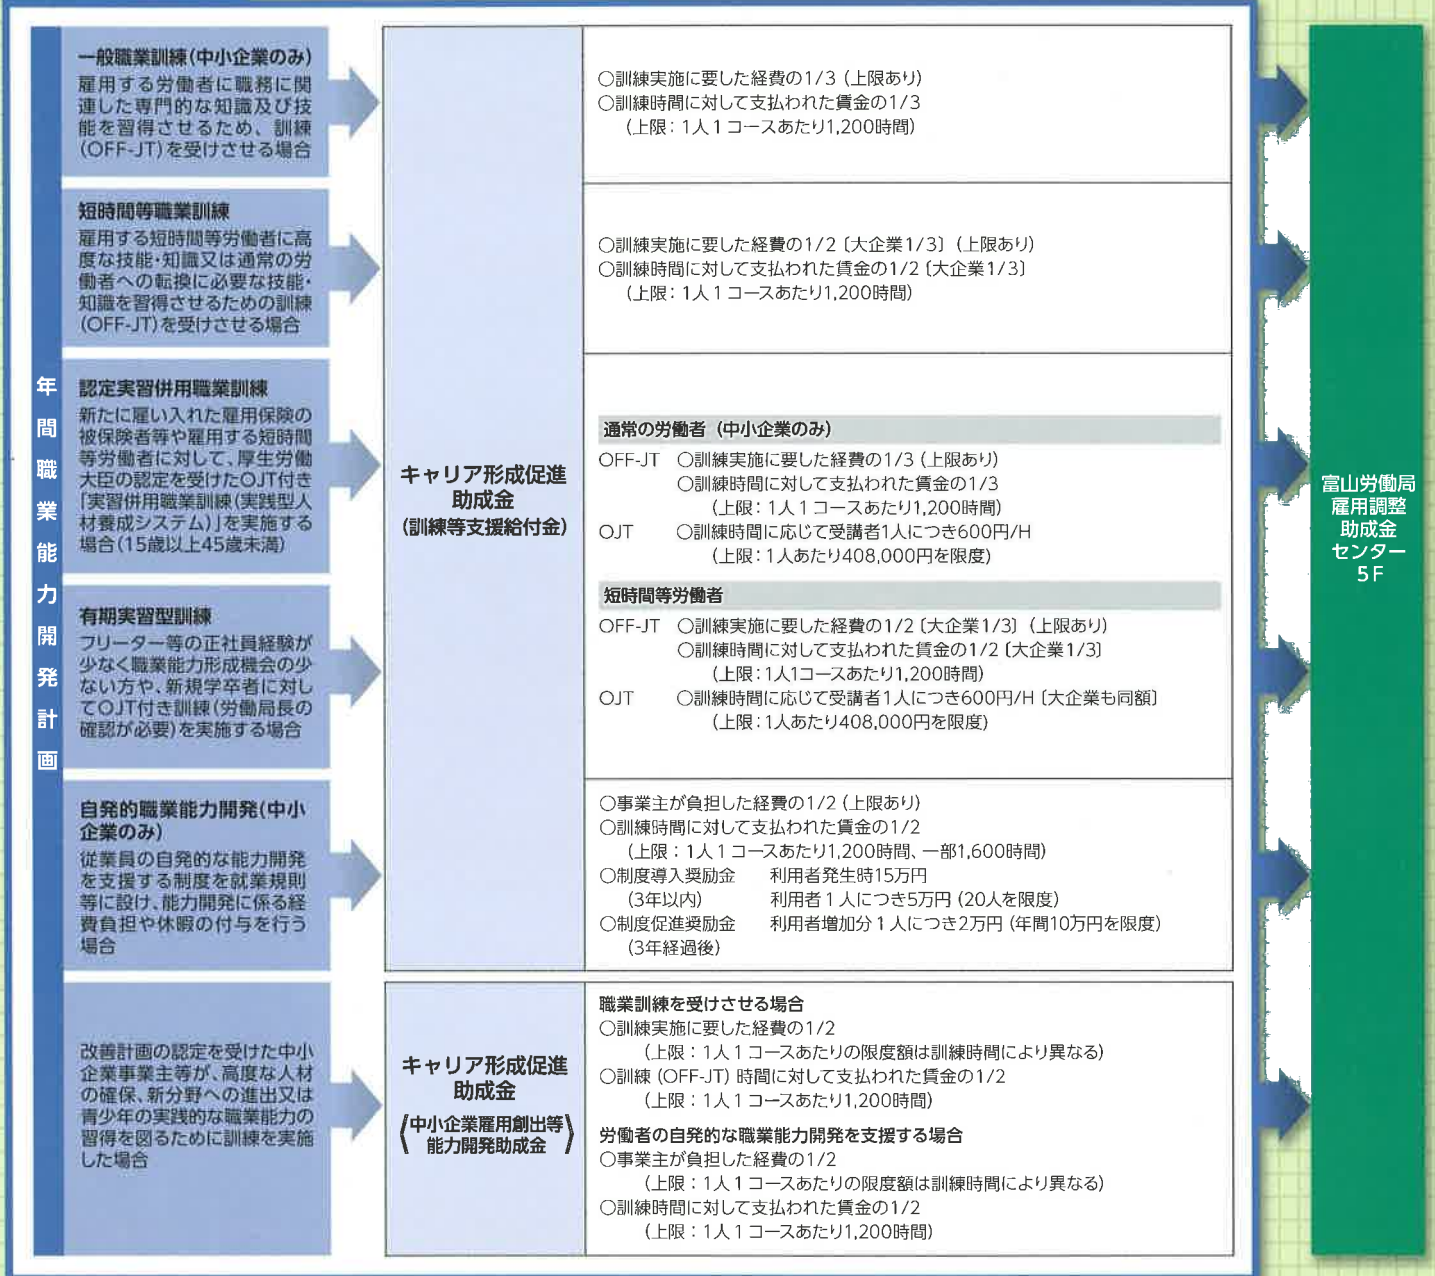 年間職業能力開発計画
一般職業訓練(中小企業のみ)
雇用する労働者に職務に関
連した専門的な知識及び技
能を習得させるため、訓練
(OFF-JT)を受けさせる場合
短時間等職業訓練
雇用する短時間等労働者に高
度な技能・知識又は通常の労
働者への転換に必要な技能・
知識を習得させるための訓練
(OFF-JT)を受けさせる場合
認定実習併用職業訓練
新たに雇い入れた雇用保険の
被保険者等や雇用する短時間
等労働者に対して、厚生労働
大臣の認定を受けたOJT付き
「実習併用職業訓練(実践型人
材養成システム)」を実施する
場合(15歳以上45歳未満)
有期実習型訓練
フリーター等の正社員経験が
少なく職業能力形成機会の少
ない方や、新規学卒者に対し
てOJT付き訓練(労働局長の
確認が必要)を実施する場合
自発的職業能力開発(中小
企業のみ)
従業員の自発的な能力開発
を支援する制度を就業規則
等に設け、能力開発に係る経
費負担や休暇の付与を行う
場合
改善計画の認定を受けた中小
企業事業主等が、高度な人材
の確保、新分野への進出又は
青少年の実践的な職業能力の
習得を図るために訓練を実施
した場合
キャリア形成促進
助成金
(訓練等支援給付金)
キャリア形成促進
助成金
(中小企業雇用創出等
能力開発助成金)
○訓練実施に要した経費の1/3(上限あり)
○訓練時間に対して支払われた賃金の1/3
(上限:1人1コースあたり1,200時間)
○訓練実施に要した経費の1/2〔大企業1/3〕(上限あり)
○訓練時間に対して支払われた賃金の1/2〔大企業1/3〕
(上限:1人1コースあたり1,200時間)
通常の労働者(中小企業のみ)
OFF-JT ○訓練実施に要した経費の1/3(上限あり)
○訓練時間に対して支払われた賃金の1/3
(上限:1人1コースあたり1,200時間)
OJT ○訓練時間に応じて受講者1人につき600円/H
(上限:1人あたり408,000円を限度)
短時間等労働者
OFF-JT ○訓練実施に要した経費の1/2〔大企業1/3〕(上限あり)
○訓練時間に対して支払われた賃金の1/2〔大企業1/3〕
(上限:1人1コースあたり1,200時間)
OJT ○訓練時間に応じて受講者1人につき600円/H〔大企業も同額〕
(上限:1人あたり408,000円を限度)
○事業主が負担した経費の1/2(上限あり)
○訓練時間に対して支払われた賃金の1/2
(上限:1人1コースあたり1,200時間、一部1,600時間)
○制度導入奨励金 利用者発生時15万円
(3年以内) 利用者1人につき5万円(20人を限度)
○制度促進奨励金 利用者増加分1人につき2万円(年間10万円を限度)
(3年経過後)
職業訓練を受けさせる場合
○訓練実施に要した経費の1/2
(上限:1人1コースあたりの限度額は訓練時間により異なる)
○訓練(OFF-JT)時間に対して支払われた賃金の1/2
(上限:1人1コースあたり1,200時間)
労働者の自発的な職業能力開発を支援する場合
○事業主が負担した経費の1/2
(上限:1人1コースあたりの限度額は訓練時間により異なる)
○訓練時間に対して支払われた賃金の1/2
(上限:1人1コースあたり1,200時間)
富山労働局
雇用調整
助成金
センター
5F